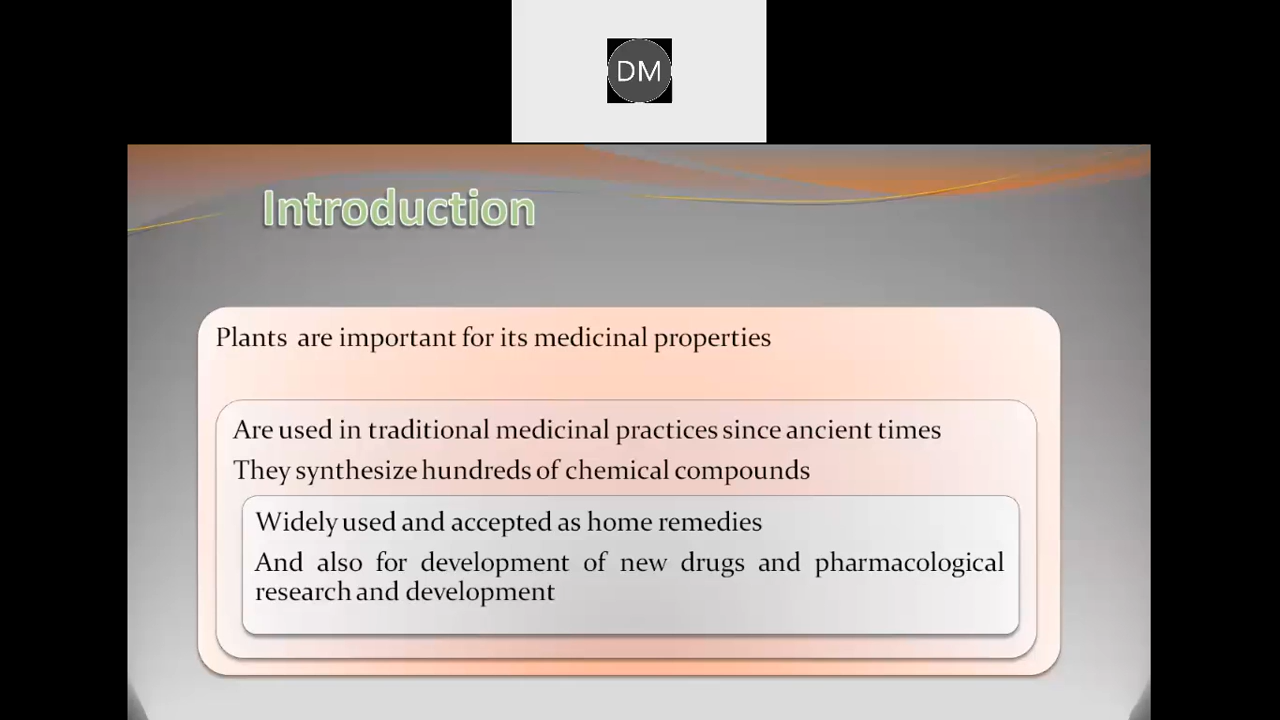 DM
Introduction
Plants are important for its medicinal properties
Are used in traditional medicinal practices since ancient times
They synthesize hundreds of chemical compounds
Widely used and accepted as home remedies
And also for development of new drugs and pharmacological
research and development